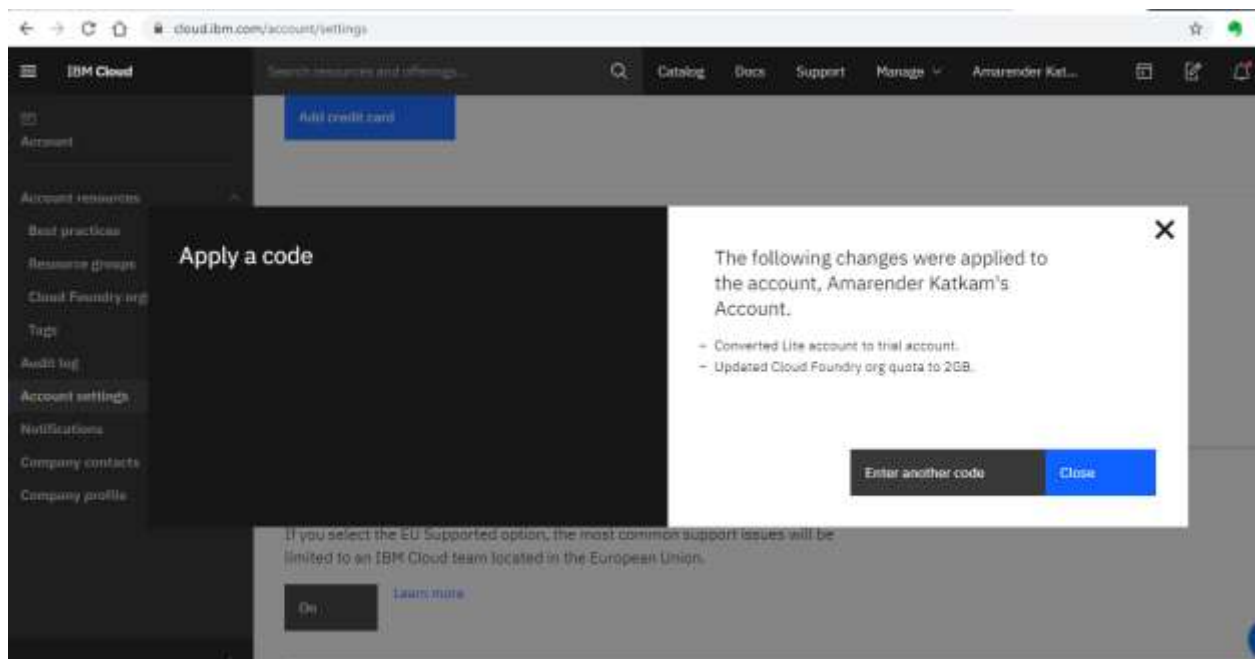 cloud.ibm.com/account/settings
IBM Cloud
Search resources and offerings...
Catalog
Docs
Support
Manage
Amarender Kat...
Add credit card
Account
Account resources
Best practices
Resource groups
Cloud Foundry org
Tags
Audit log
Account settings
Notifications
Company contacts
Company profile
Apply a code
The following changes were applied to
the account, Amarender Katkam's
Account.
– Converted Lite account to trial account.
– Updated Cloud Foundry org quota to 2GB.
Enter another code
Close
If you select the EU Supported option, the most common support issues will be
limited to an IBM Cloud team located in the European Union.
On
Learn more